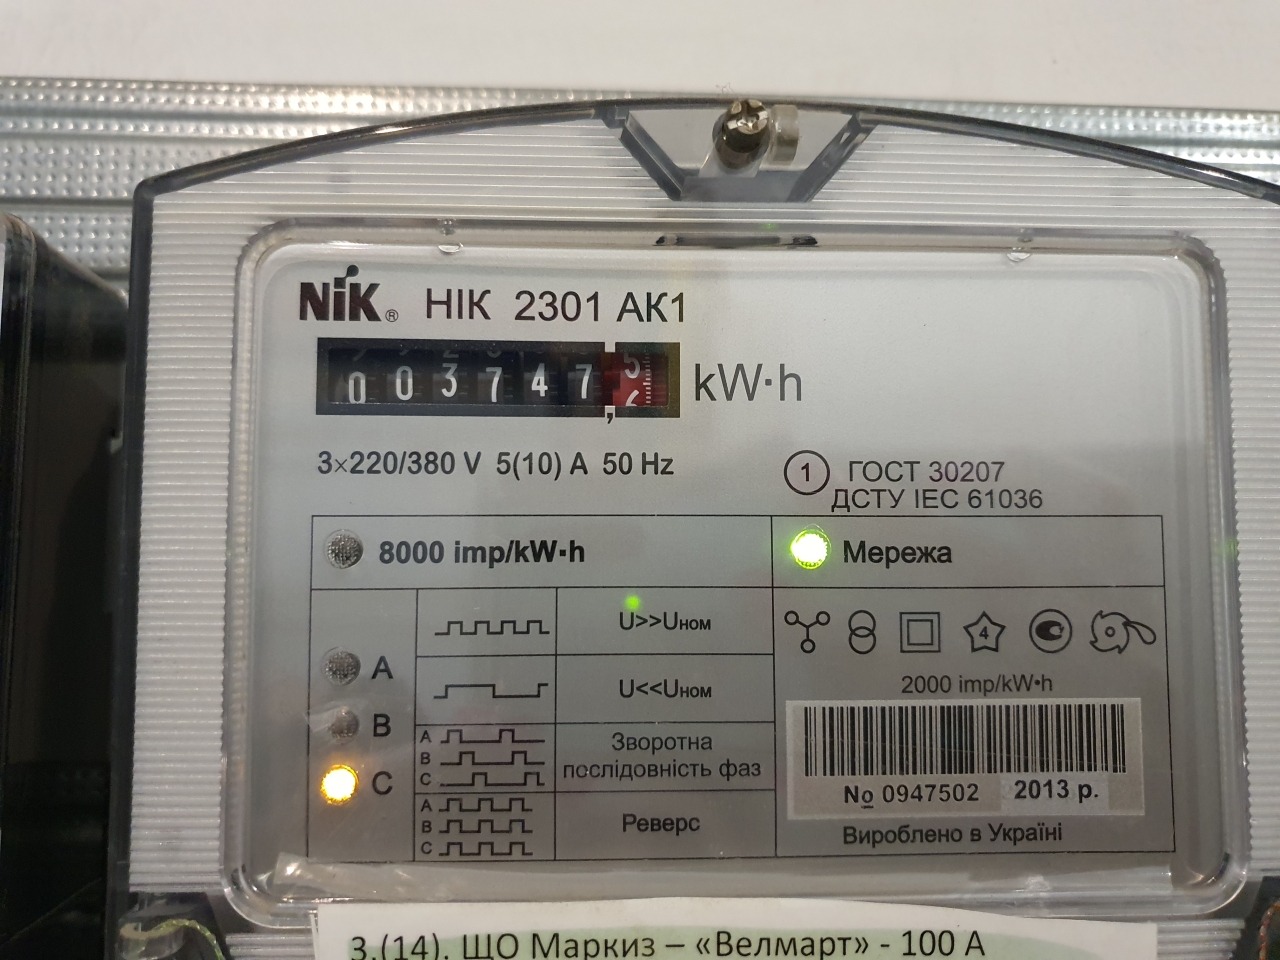 NiK® НІК 2301 АК1
003747,5 kW·h
3×220/380 V 5(10) A 50 Hz
1 ГОСТ 30207
ДСТУ IEC 61036
8000 imp/kW·h
Мережа
U>>Uном
A
U<<Uном
B
A
B
C
Зворотна
послідовність фаз
C
A
B
C
Реверс
4
2000 imp/kW·h
№ 0947502 2013 р.
Вироблено в Україні
3.(14). ЩО Маркиз – «Велмарт» - 100 А